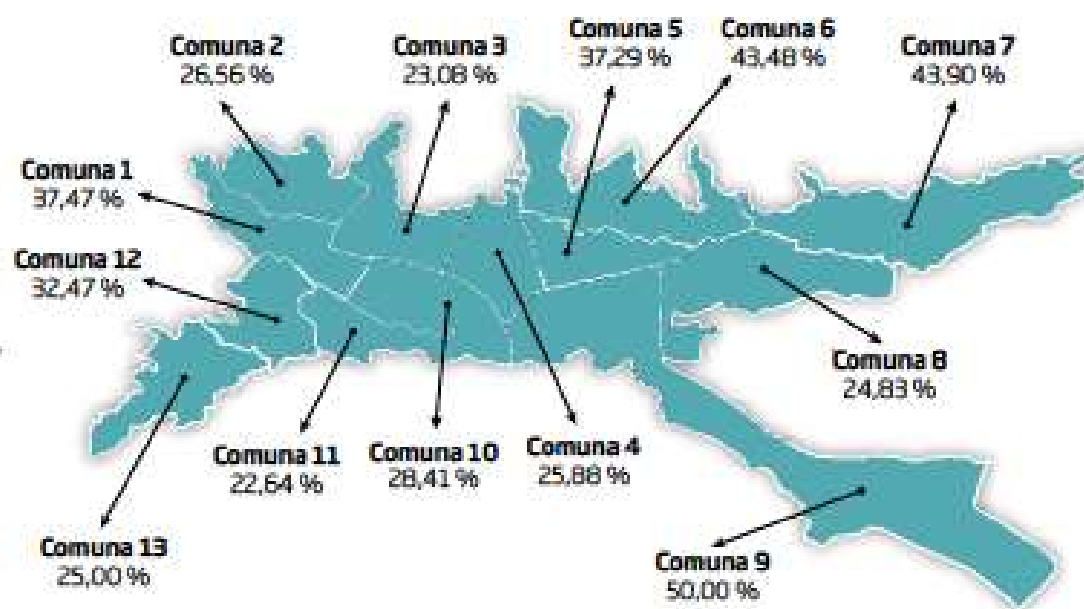 Comuna 2
26,56 %
Comuna 3
23,08 %
Comuna 5
37,29 %
Comuna 6
43,48 %
Comuna 7
43,90 %
Comuna 1
37,47 %
Comuna 12
32,47 %
Comuna 8
24,83 %
Comuna 11
22,64 %
Comuna 10
28,41 %
Comuna 4
25,88 %
Comuna 13
25,00 %
Comuna 9
50,00 %